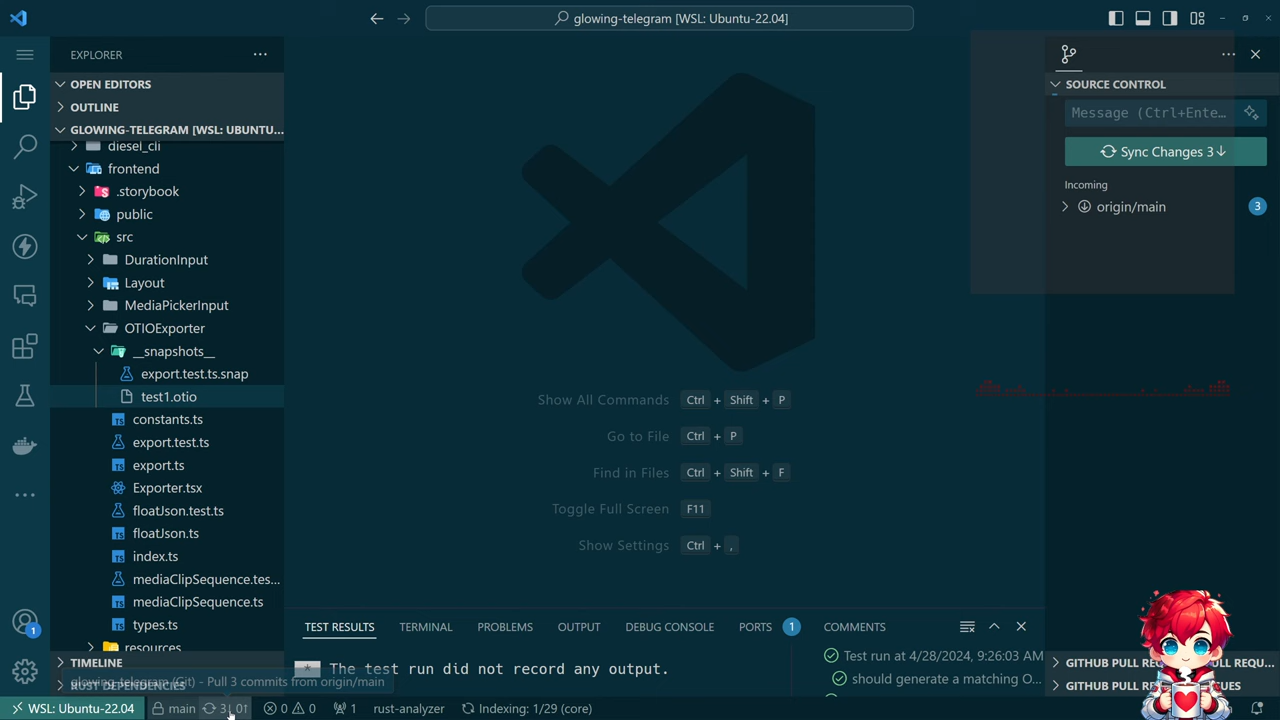 glowing-telegram [WSL: Ubuntu-22.04]
EXPLORER
OPEN EDITORS
OUTLINE
GLOWING-TELEGRAM [WSL: UBUNTU...
diesel_cli
frontend
.storybook
public
src
DurationInput
Layout
MediaPickerInput
OTIOExporter
__snapshots__
export.test.ts.snap
test1.otio
constants.ts
export.test.ts
export.ts
Exporter.tsx
floatJson.test.ts
floatJson.ts
index.ts
mediaClipSequence.tes...
mediaClipSequence.ts
types.ts
resources
TIMELINE
RUST DEPENDENCIES
glowing-telegram (Git) - Pull 3 commits from origin/main
Show All Commands Ctrl + Shift + P
Go to File Ctrl + P
Find in Files Ctrl + Shift + F
Toggle Full Screen F11
Show Settings Ctrl + ,
TEST RESULTS TERMINAL PROBLEMS OUTPUT DEBUG CONSOLE PORTS 1 COMMENTS
* The test run did not record any output.
Test run at 4/28/2024, 9:26:03 AM
should generate a matching O...
SOURCE CONTROL
Message (Ctrl+Ente...
Sync Changes 3↓
Incoming
origin/main 3
GITHUB PULL RE
1
WSL: Ubuntu-22.04 main 3↓ 0↑ 0 0 1 rust-analyzer Indexing: 1/29 (core)